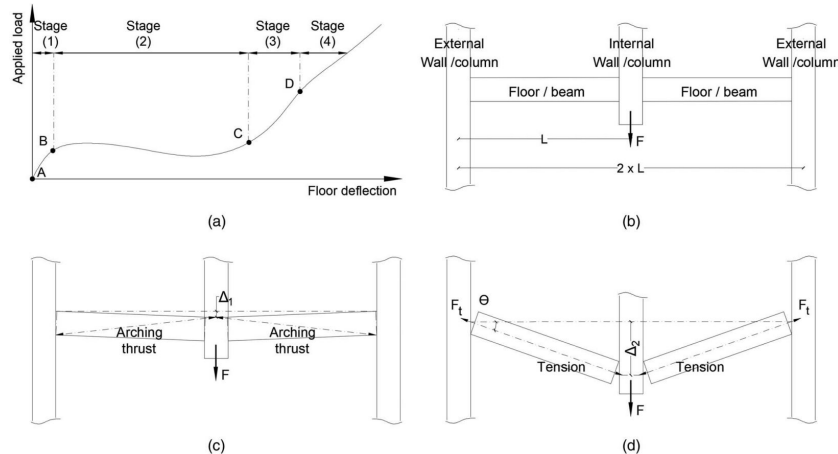 Applied load
Stage
(1)
Stage
(2)
Stage
(3)
Stage
(4)
A
B
C
D
Floor deflection
(a)
External
Wall /column
Internal
Wall /column
External
Wall /column
Floor / beam
Floor / beam
F
L
2 x L
(b)
Δ1
Arching
thrust
Arching
thrust
F
(c)
Ft
Θ
Ft
Δ2
Tension
Tension
F
(d)